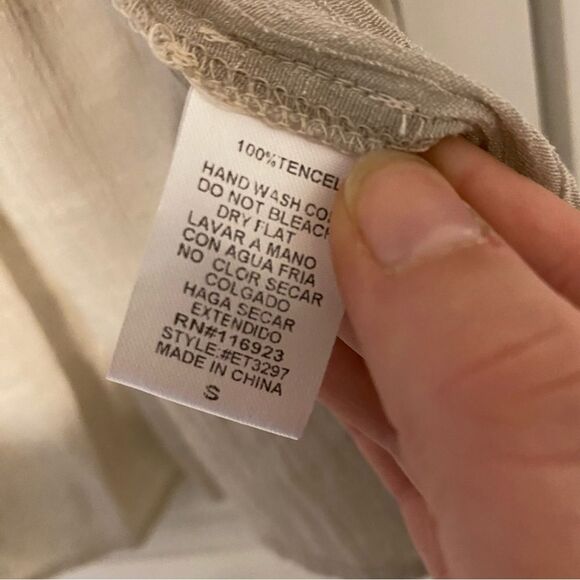 100%TENCEL
HAND WASH CO
DO NOT BLEACH
DRY FLAT
LAVAR A MANO
CON AGUA FRIA
NO CLOR SECAR
COLGADO
HAGA SECAR
EXTENDIDO
RN#116923
STYLE:#ET3297
MADE IN CHINA
S